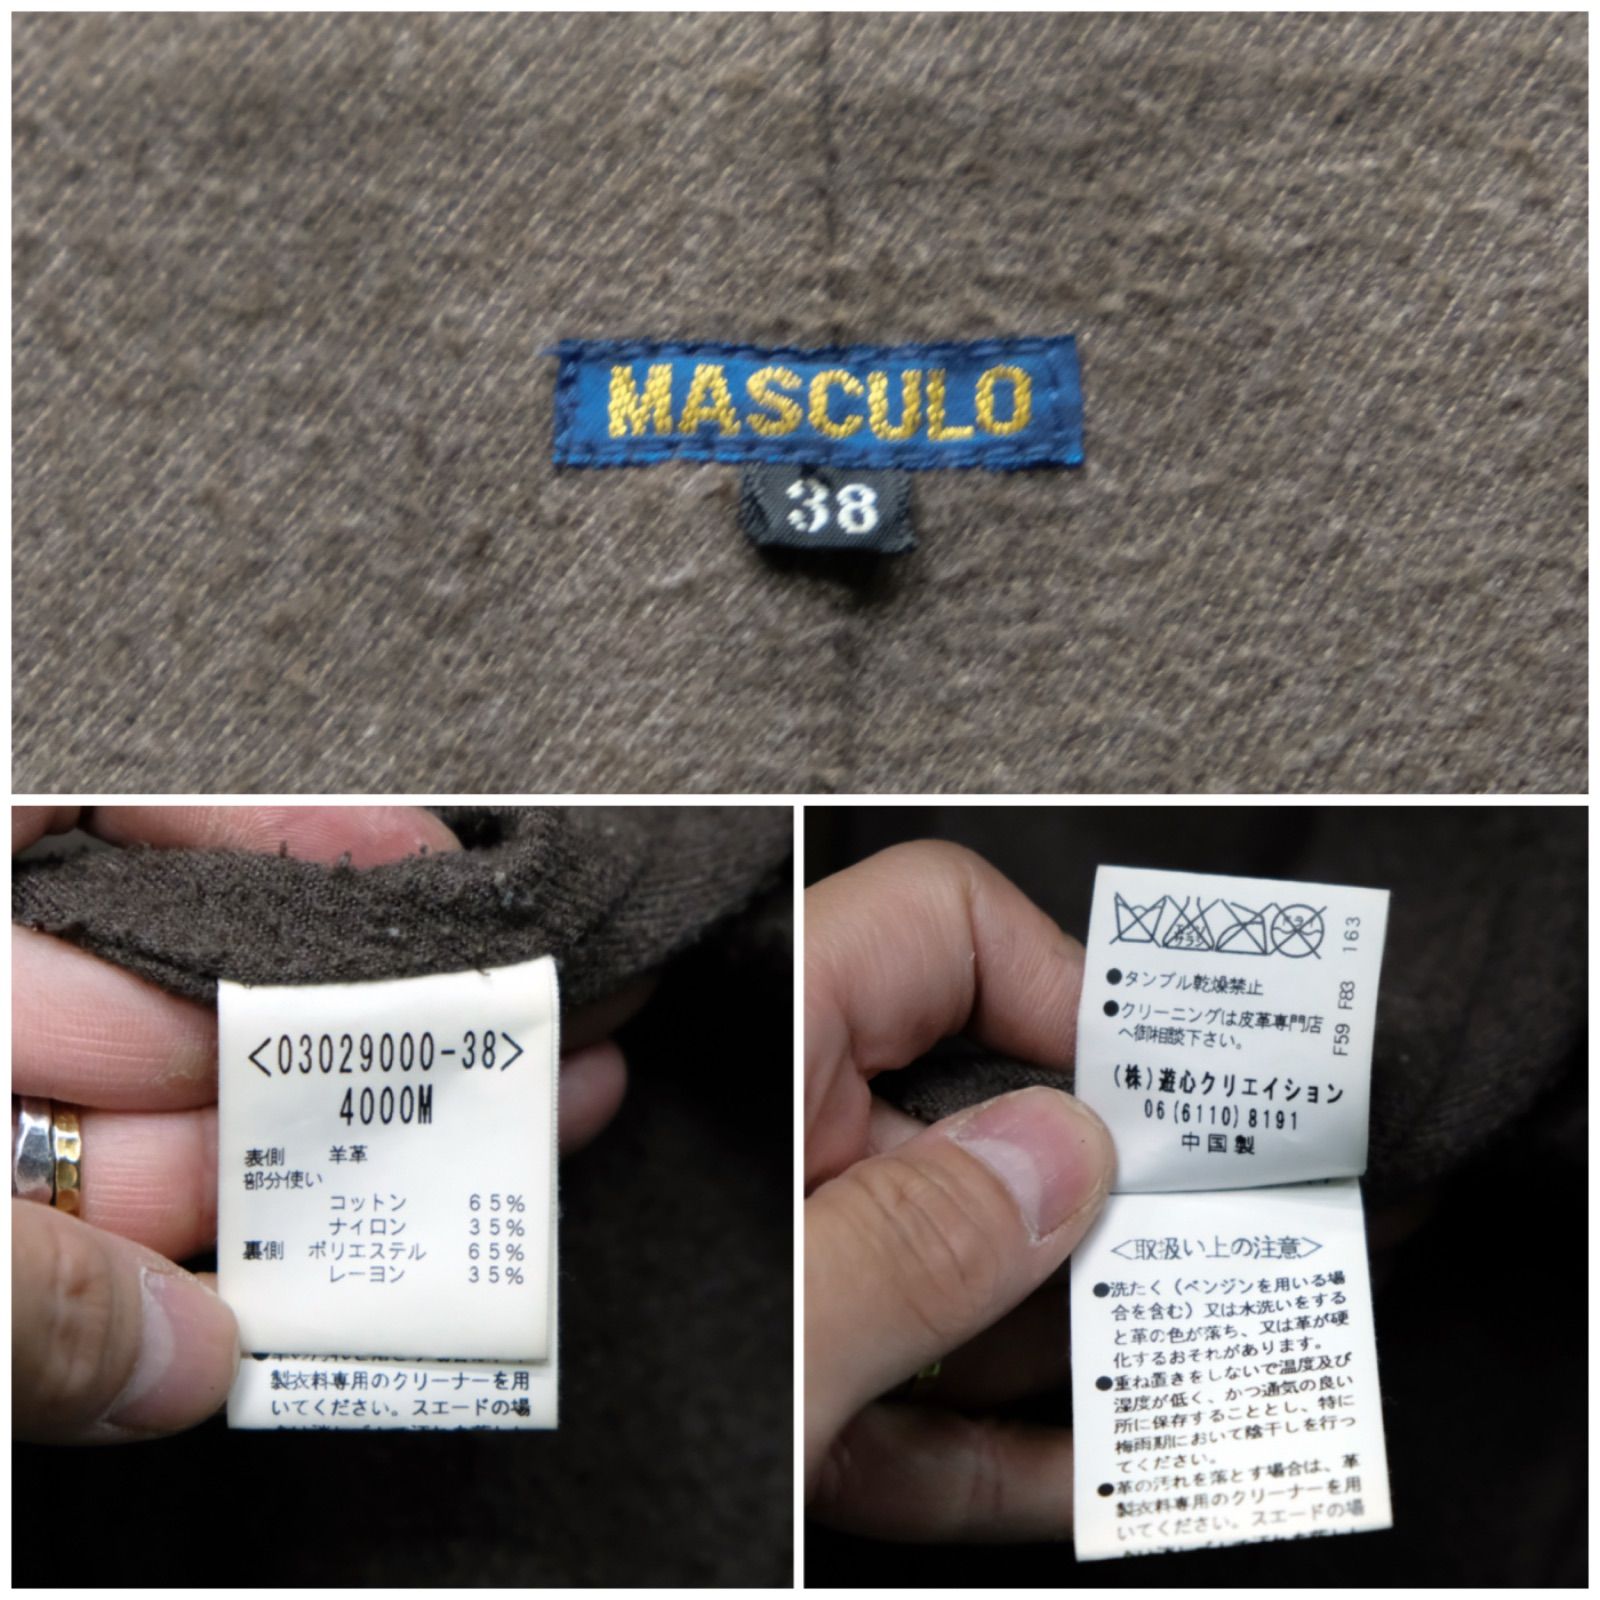 MASCULO
38
<03029000-38>
4000M
表側 羊革
部分使い
コットン 65%
ナイロン 35%
裏側 ポリエステル 65%
レーヨン 35%
製衣料専用のクリーナーを用
いてください。スエードの場
ドライ
163
F59 F83
●タンブル乾燥禁止
●クリーニングは皮革専門店
へ御相談下さい。
(株)遊心クリエイション
06(6110)8191
中国製
<取扱い上の注意>
●洗たく(ベンジンを用いる場
合を含む)又は水洗いをする
と革の色が落ち、又は革が硬
化するおそれがあります。
●重ね置きをしないで温度及び
湿度が低く、かつ通気の良い
所に保存することとし、特に
梅雨期において陰干しを行っ
てください。
●革の汚れを落とす場合は、革
製衣料専用のクリーナーを用
いてください。スエードの場